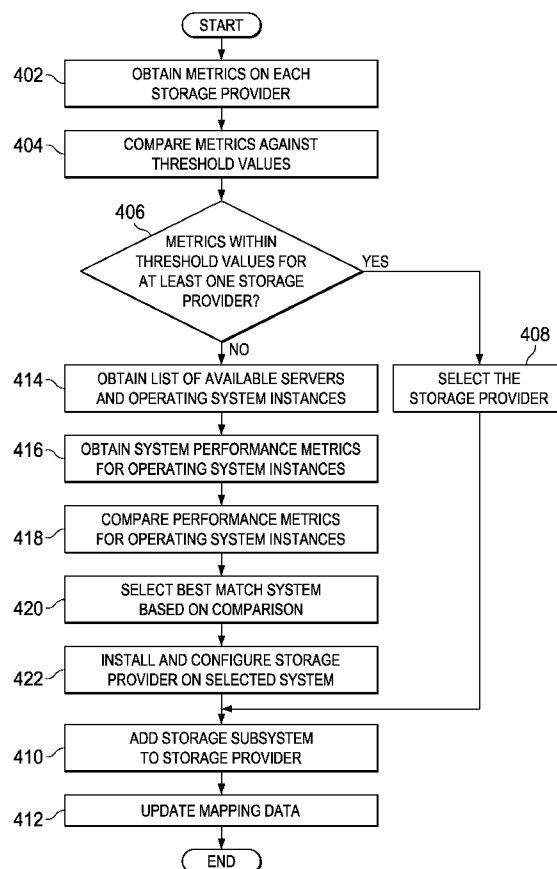 START
402
OBTAIN METRICS ON EACH
STORAGE PROVIDER
404
COMPARE METRICS AGAINST
THRESHOLD VALUES
406
METRICS WITHIN
THRESHOLD VALUES FOR
AT LEAST ONE STORAGE
PROVIDER?
YES
NO
408
SELECT THE
STORAGE PROVIDER
414
OBTAIN LIST OF AVAILABLE SERVERS
AND OPERATING SYSTEM INSTANCES
416
OBTAIN SYSTEM PERFORMANCE METRICS
FOR OPERATING SYSTEM INSTANCES
418
COMPARE PERFORMANCE METRICS
FOR OPERATING SYSTEM INSTANCES
420
SELECT BEST MATCH SYSTEM
BASED ON COMPARISON
422
INSTALL AND CONFIGURE STORAGE
PROVIDER ON SELECTED SYSTEM
410
ADD STORAGE SUBSYSTEM
TO STORAGE PROVIDER
412
UPDATE MAPPING DATA
END